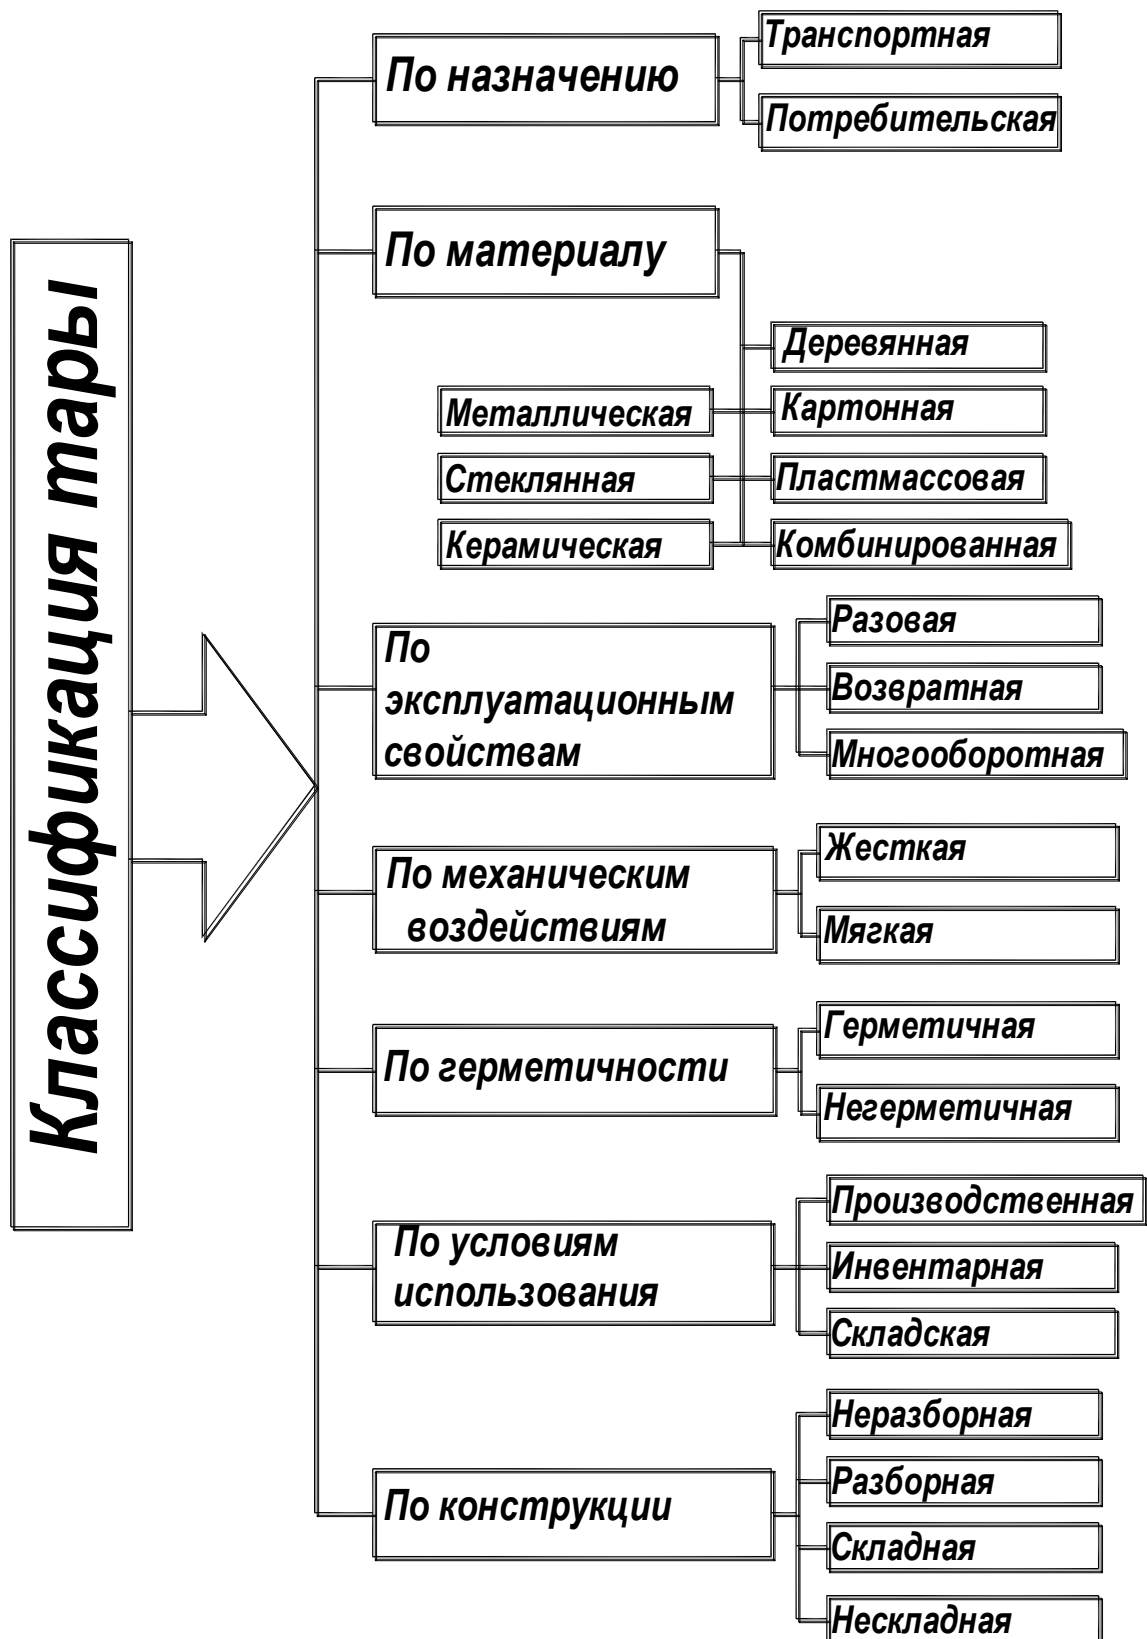 Классификация тары
По назначению
Транспортная
Потребительская
По материалу
Деревянная
Металлическая
Картонная
Стеклянная
Пластмассовая
Керамическая
Комбинированная
По
эксплуатационным
свойствам
Разовая
Возвратная
Многооборотная
По механическим
воздействиям
Жесткая
Мягкая
По герметичности
Герметичная
Негерметичная
По условиям
использования
Производственная
Инвентарная
Складская
По конструкции
Неразборная
Разборная
Складная
Нескладная